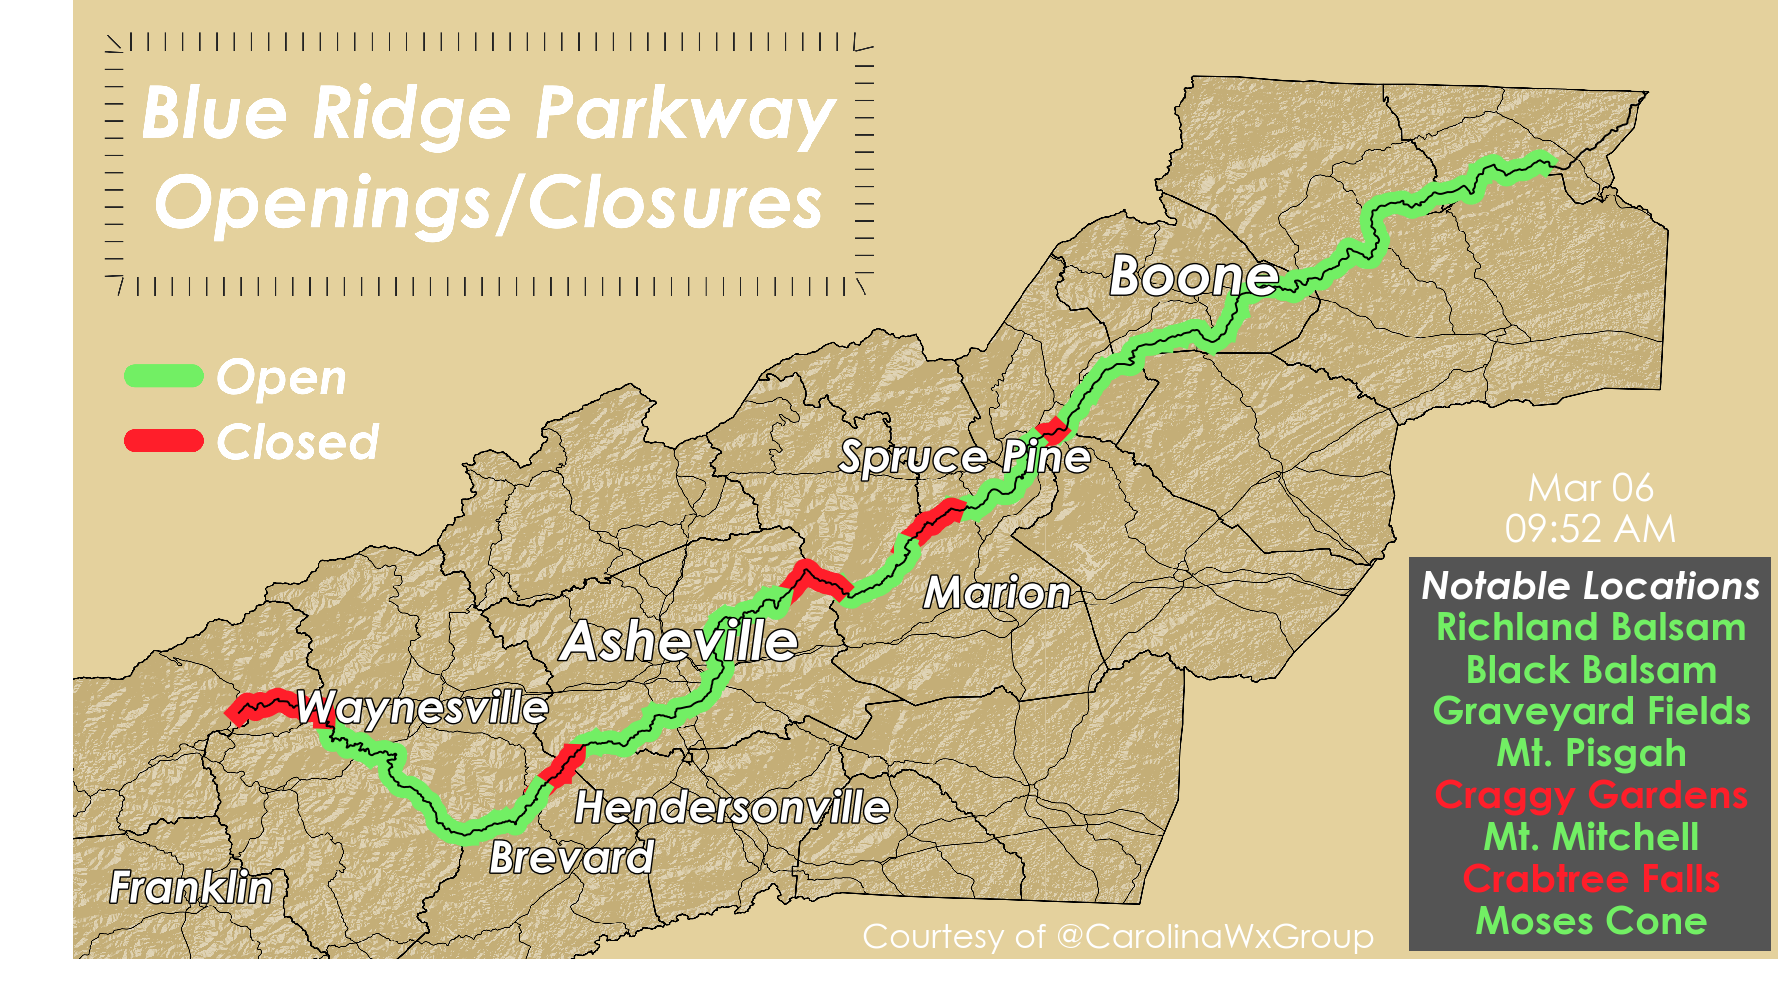 Blue Ridge Parkway
Openings/Closures
Open
Closed
Boone
Spruce Pine
Marion
Asheville
Waynesville
Hendersonville
Brevard
Franklin
Mar 06
09:52 AM
Notable Locations
Richland Balsam
Black Balsam
Graveyard Fields
Mt. Pisgah
Craggy Gardens
Mt. Mitchell
Crabtree Falls
Moses Cone
Courtesy of @CarolinaWxGroup